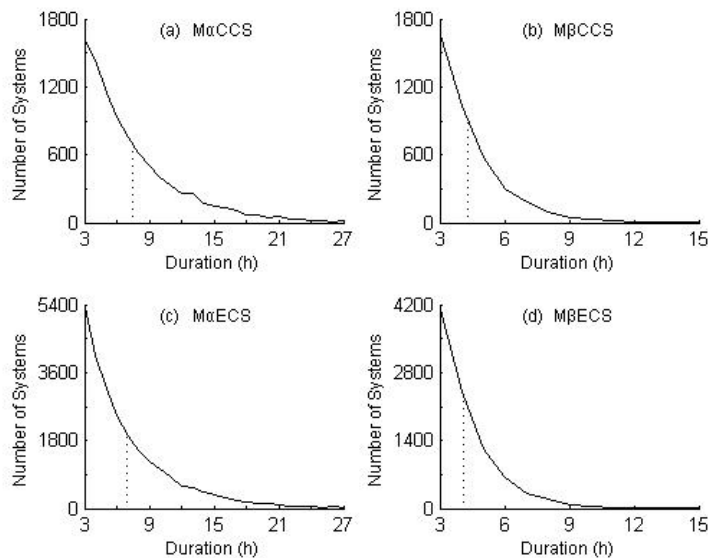 (a) MαCCS
Number of Systems
1800
1200
600
0
3 9 15 21 27
Duration (h)
(b) MβCCS
Number of Systems
1800
1200
600
0
3 6 9 12 15
Duration (h)
(c) MαECS
Number of Systems
5400
3600
1800
0
3 9 15 21 27
Duration (h)
(d) MβECS
Number of Systems
4200
2800
1400
0
3 6 9 12 15
Duration (h)